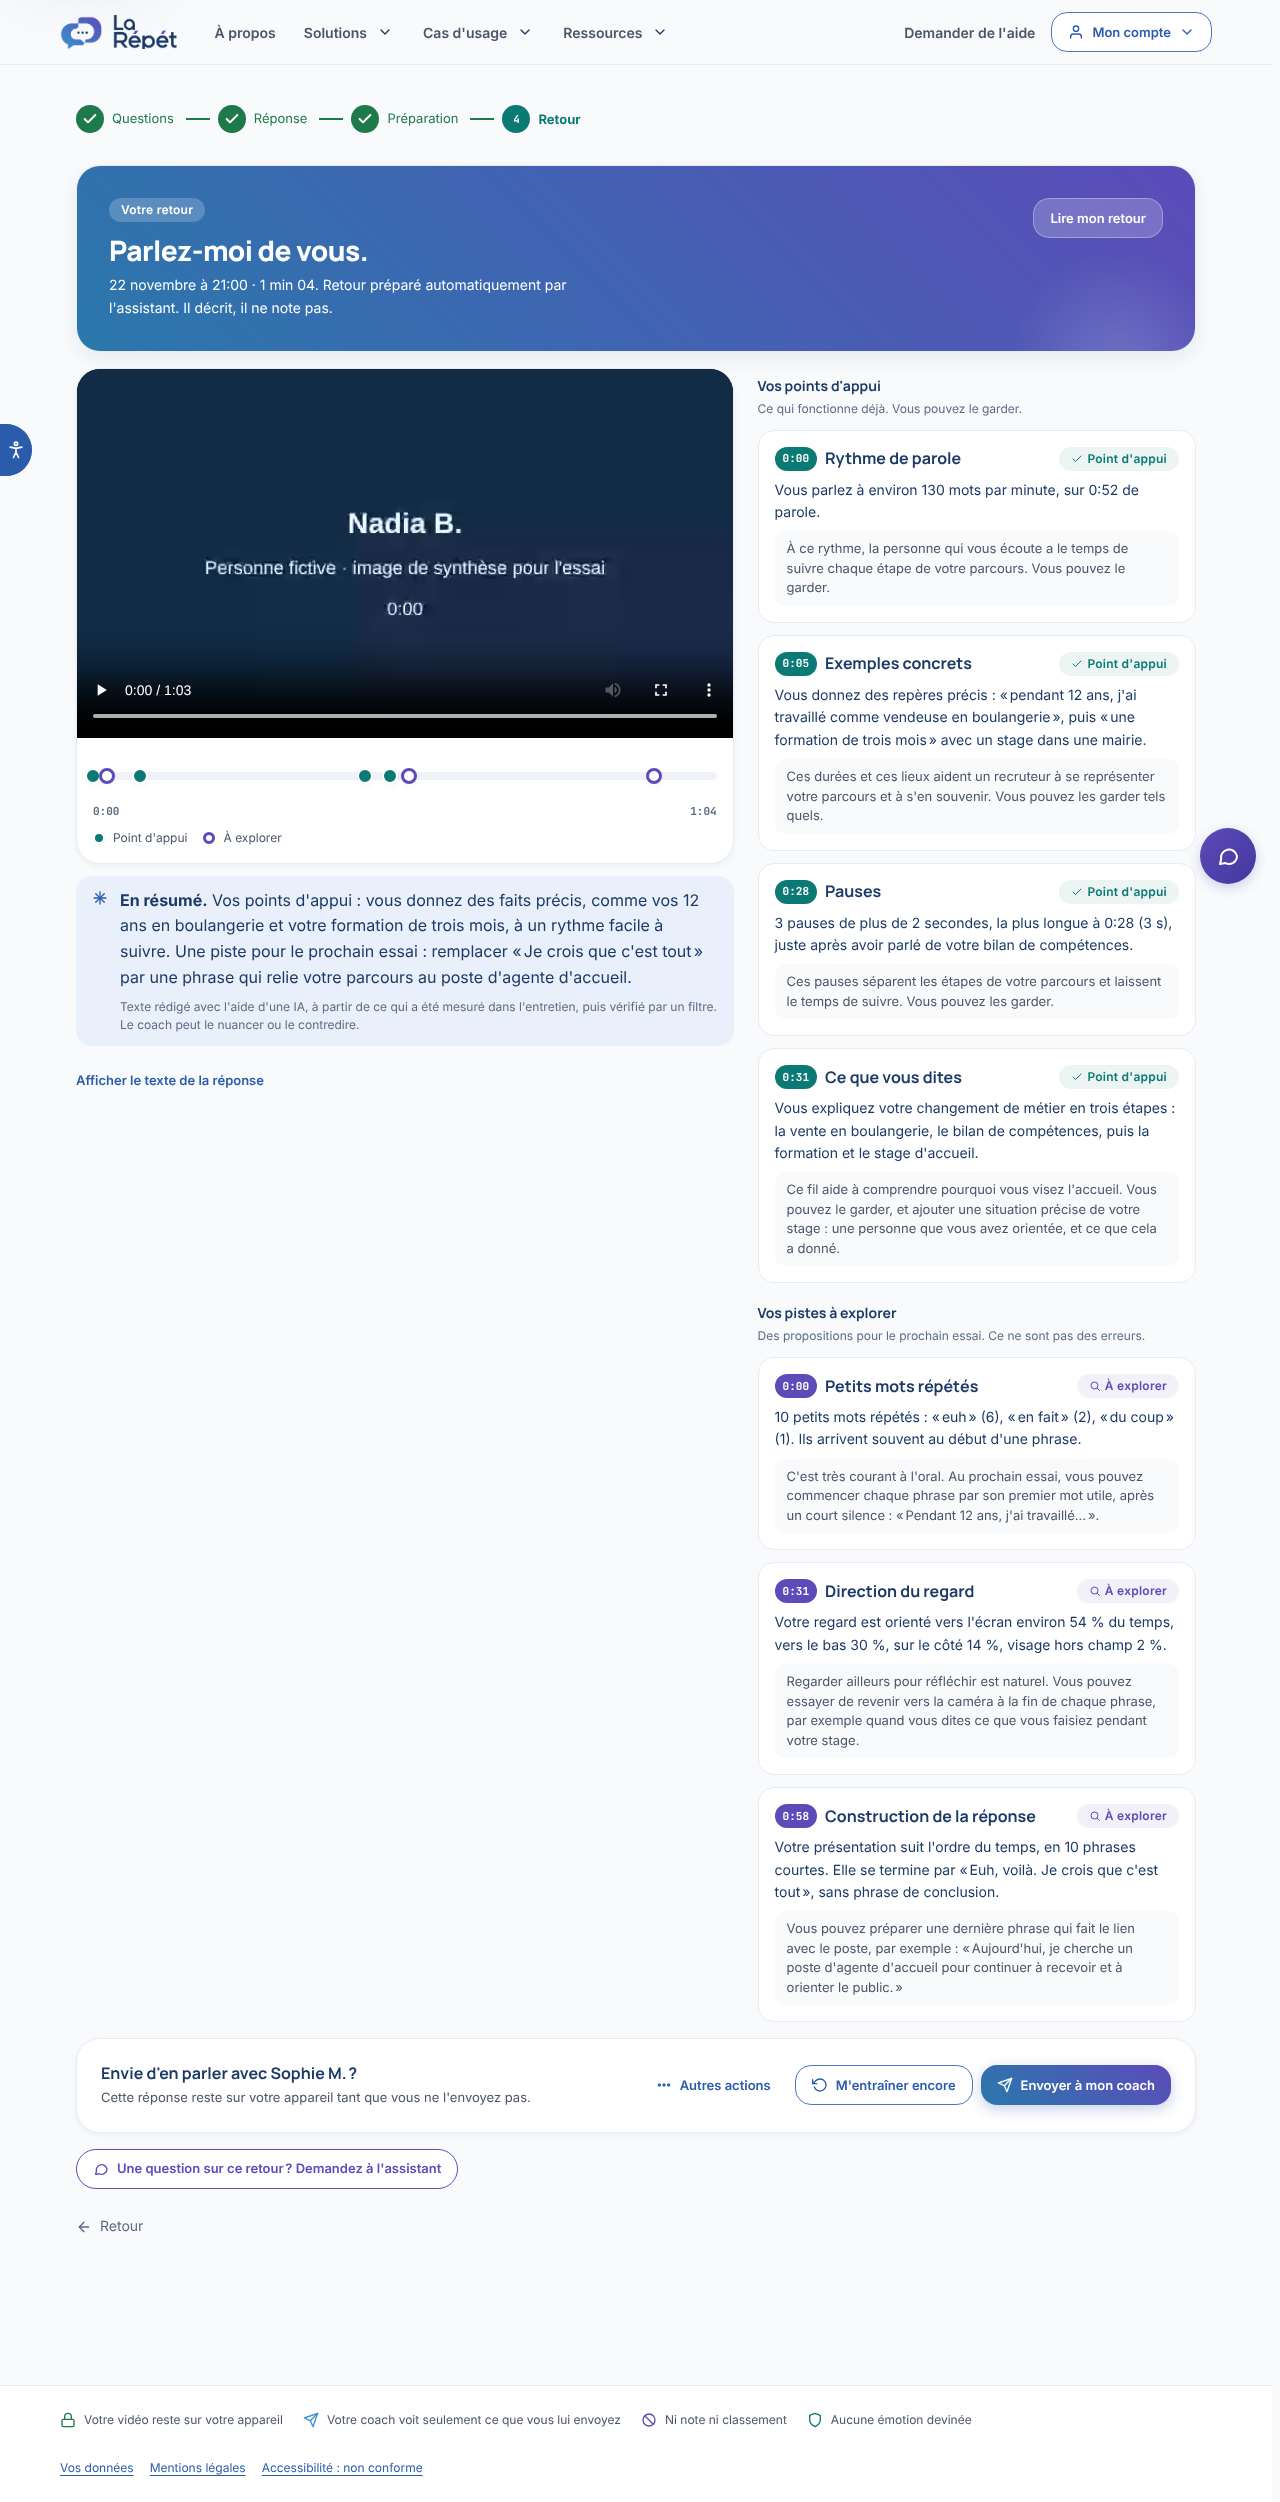 La Répét
À propos
Solutions
Cas d'usage
Ressources
Demander de l'aide
Mon compte
Questions
Réponse
Préparation
4
Retour
Votre retour
Lire mon retour
Parlez-moi de vous.
22 novembre à 21:00 · 1 min 04. Retour préparé automatiquement par
l'assistant. Il décrit, il ne note pas.
Nadia B.
Personne fictive · image de synthèse pour l'essai
0:00
0:00 / 1:03
0:00
1:04
Point d'appui
À explorer
En résumé. Vos points d'appui : vous donnez des faits précis, comme vos 12
ans en boulangerie et votre formation de trois mois, à un rythme facile à
suivre. Une piste pour le prochain essai : remplacer « Je crois que c'est tout »
par une phrase qui relie votre parcours au poste d'agente d'accueil.
Texte rédigé avec l'aide d'une IA, à partir de ce qui a été mesuré dans l'entretien, puis vérifié par un filtre.
Le coach peut le nuancer ou le contredire.
Afficher le texte de la réponse
Vos points d'appui
Ce qui fonctionne déjà. Vous pouvez le garder.
0:00
Rythme de parole
Point d'appui
Vous parlez à environ 130 mots par minute, sur 0:52 de
parole.
À ce rythme, la personne qui vous écoute a le temps de
suivre chaque étape de votre parcours. Vous pouvez le
garder.
0:05
Exemples concrets
Point d'appui
Vous donnez des repères précis : « pendant 12 ans, j'ai
travaillé comme vendeuse en boulangerie », puis « une
formation de trois mois » avec un stage dans une mairie.
Ces durées et ces lieux aident un recruteur à se représenter
votre parcours et à s'en souvenir. Vous pouvez les garder tels
quels.
0:28
Pauses
Point d'appui
3 pauses de plus de 2 secondes, la plus longue à 0:28 (3 s),
juste après avoir parlé de votre bilan de compétences.
Ces pauses séparent les étapes de votre parcours et laissent
le temps de suivre. Vous pouvez les garder.
0:31
Ce que vous dites
Point d'appui
Vous expliquez votre changement de métier en trois étapes :
la vente en boulangerie, le bilan de compétences, puis la
formation et le stage d'accueil.
Ce fil aide à comprendre pourquoi vous visez l'accueil. Vous
pouvez le garder, et ajouter une situation précise de votre
stage : une personne que vous avez orientée, et ce que cela
a donné.
Vos pistes à explorer
Des propositions pour le prochain essai. Ce ne sont pas des erreurs.
0:00
Petits mots répétés
À explorer
10 petits mots répétés : « euh » (6), « en fait » (2), « du coup »
(1). Ils arrivent souvent au début d'une phrase.
C'est très courant à l'oral. Au prochain essai, vous pouvez
commencer chaque phrase par son premier mot utile, après
un court silence : « Pendant 12 ans, j'ai travaillé… ».
0:31
Direction du regard
À explorer
Votre regard est orienté vers l'écran environ 54 % du temps,
vers le bas 30 %, sur le côté 14 %, visage hors champ 2 %.
Regarder ailleurs pour réfléchir est naturel. Vous pouvez
essayer de revenir vers la caméra à la fin de chaque phrase,
par exemple quand vous dites ce que vous faisiez pendant
votre stage.
0:58
Construction de la réponse
À explorer
Votre présentation suit l'ordre du temps, en 10 phrases
courtes. Elle se termine par « Euh, voilà. Je crois que c'est
tout », sans phrase de conclusion.
Vous pouvez préparer une dernière phrase qui fait le lien
avec le poste, par exemple : « Aujourd'hui, je cherche un
poste d'agente d'accueil pour continuer à recevoir et à
orienter le public. »
Envie d'en parler avec Sophie M. ?
Cette réponse reste sur votre appareil tant que vous ne l'envoyez pas.
Autres actions
M'entraîner encore
Envoyer à mon coach
Une question sur ce retour ? Demandez à l'assistant
Retour
Votre vidéo reste sur votre appareil
Votre coach voit seulement ce que vous lui envoyez
Ni note ni classement
Aucune émotion devinée
Vos données
Mentions légales
Accessibilité : non conforme